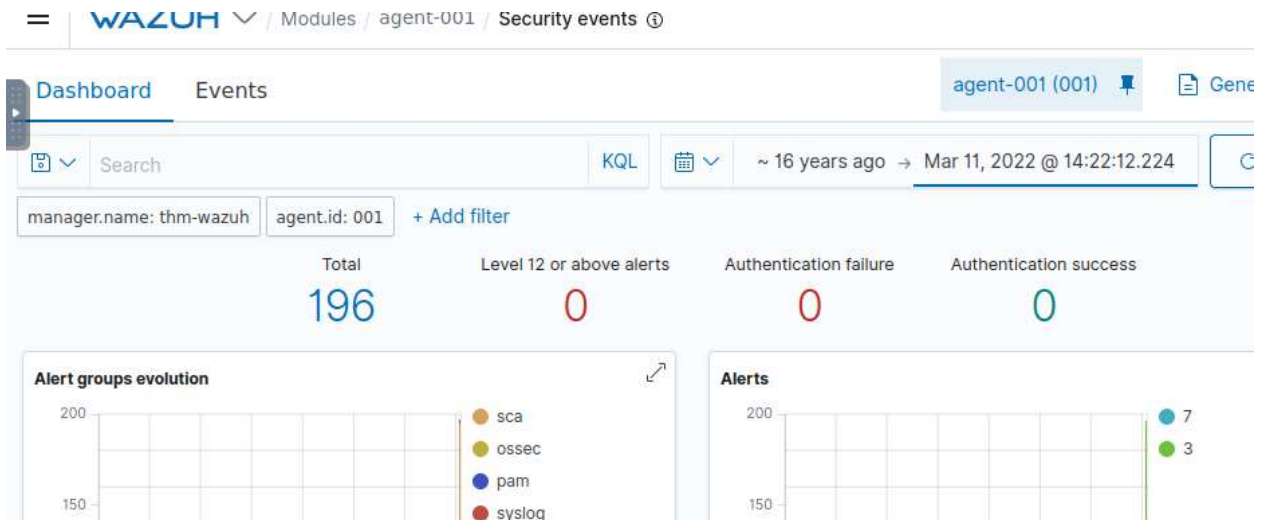 WAZUH / Modules / agent-001 / Security events
Dashboard Events agent-001 (001) Gene
Search KQL ~ 16 years ago → Mar 11, 2022 @ 14:22:12.224
manager.name: thm-wazuh agent.id: 001 + Add filter
Total Level 12 or above alerts Authentication failure Authentication success
196 0 0 0
Alert groups evolution Alerts
200 sca 200 7
ossec 3
pam
150 syslog 150